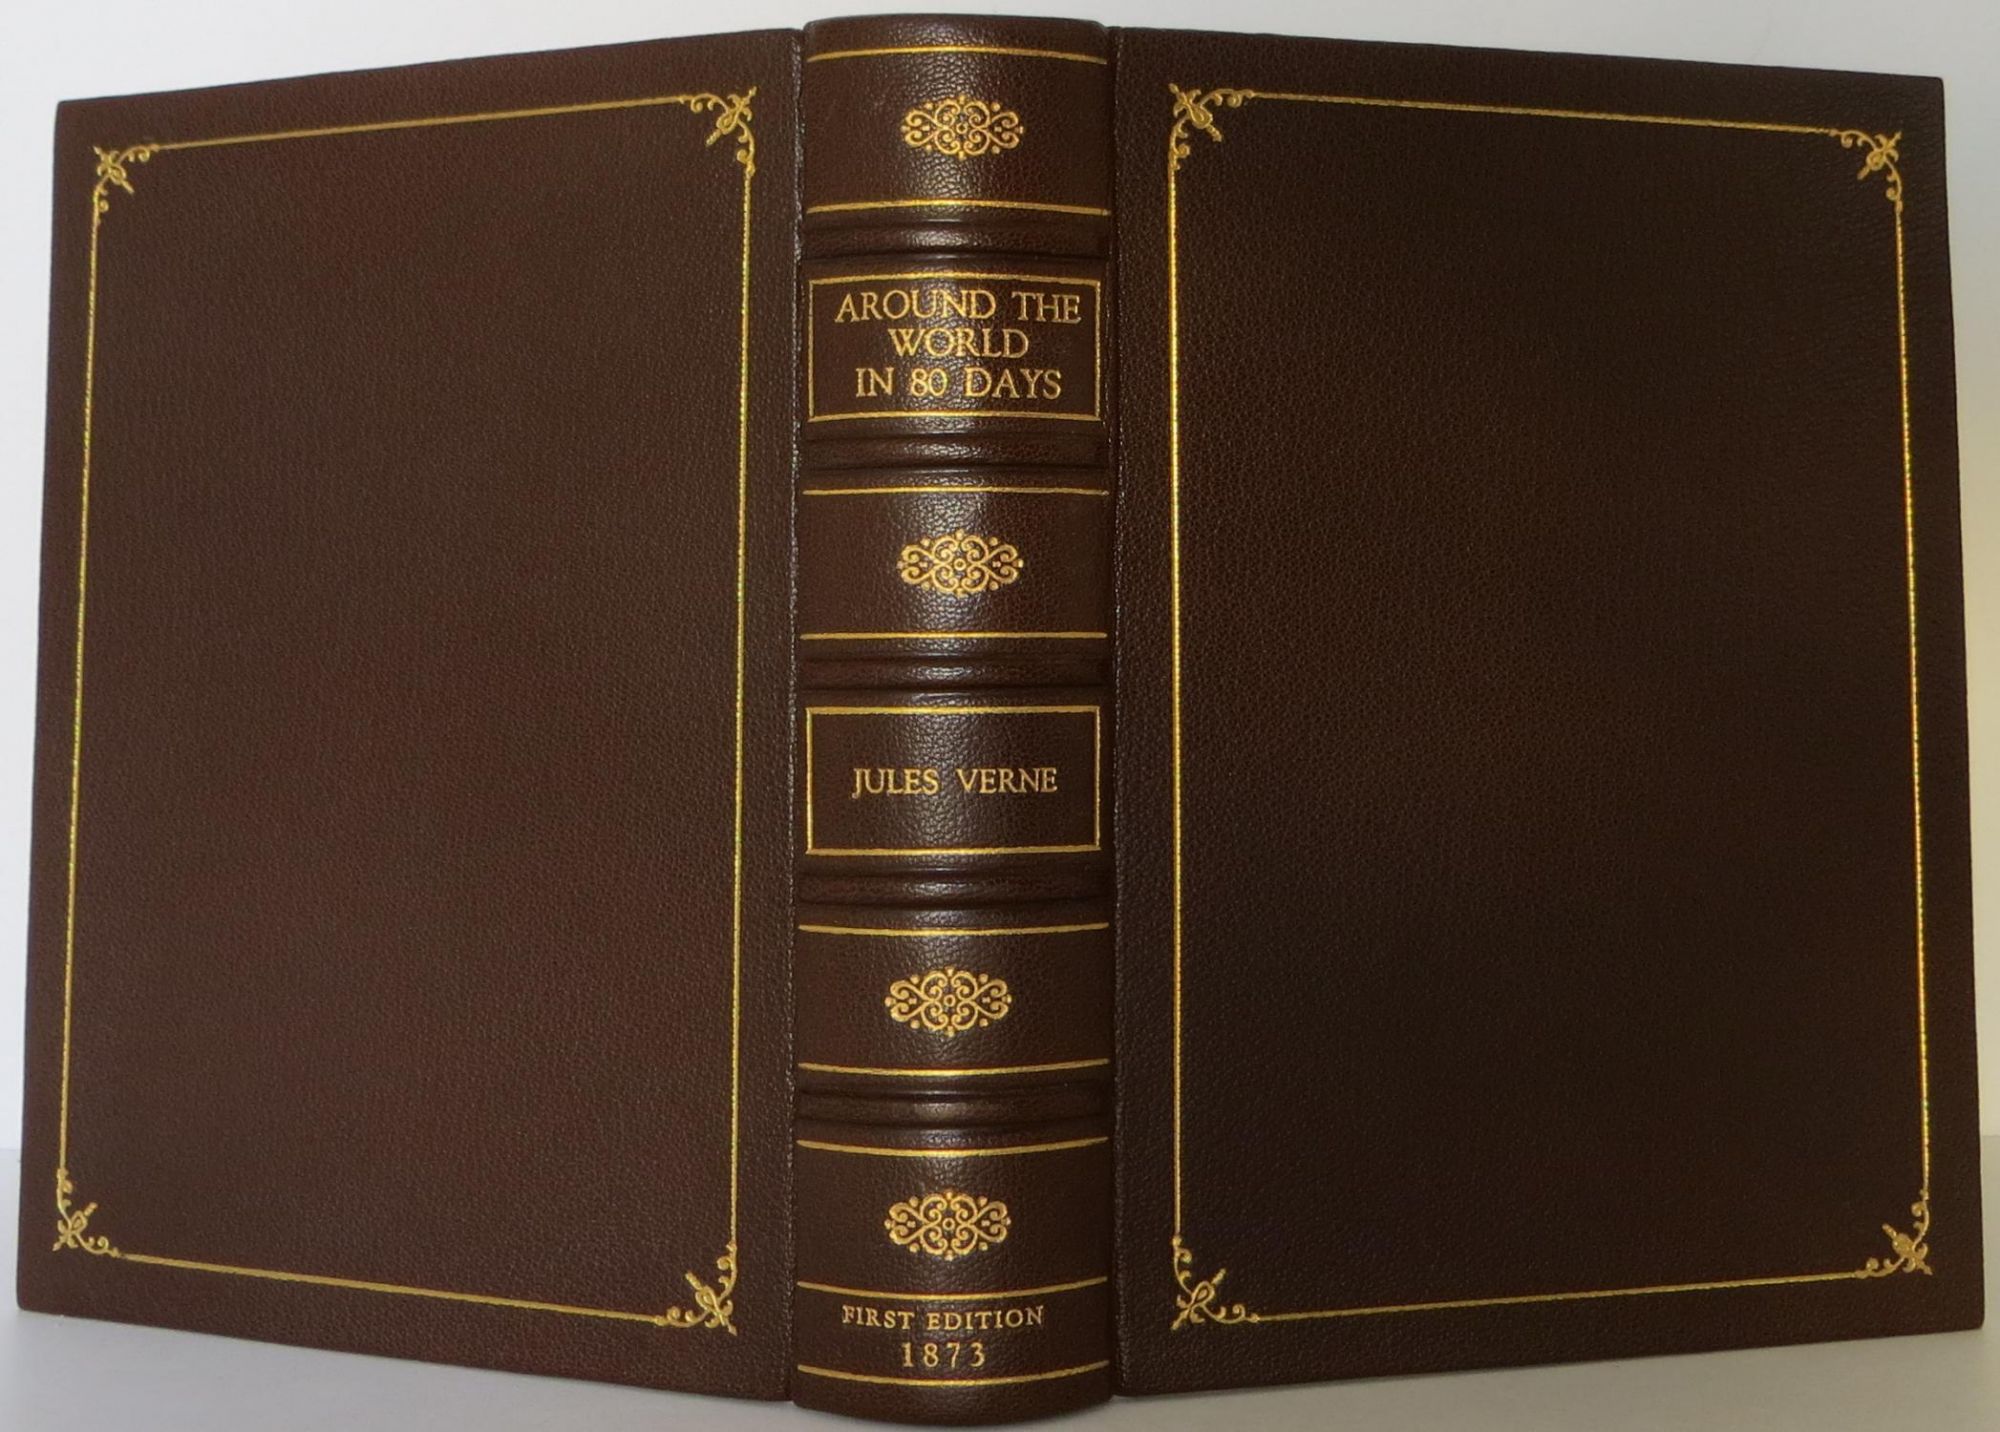 AROUND THE
WORLD
IN 80 DAYS
JULES VERNE
FIRST EDITION
1873